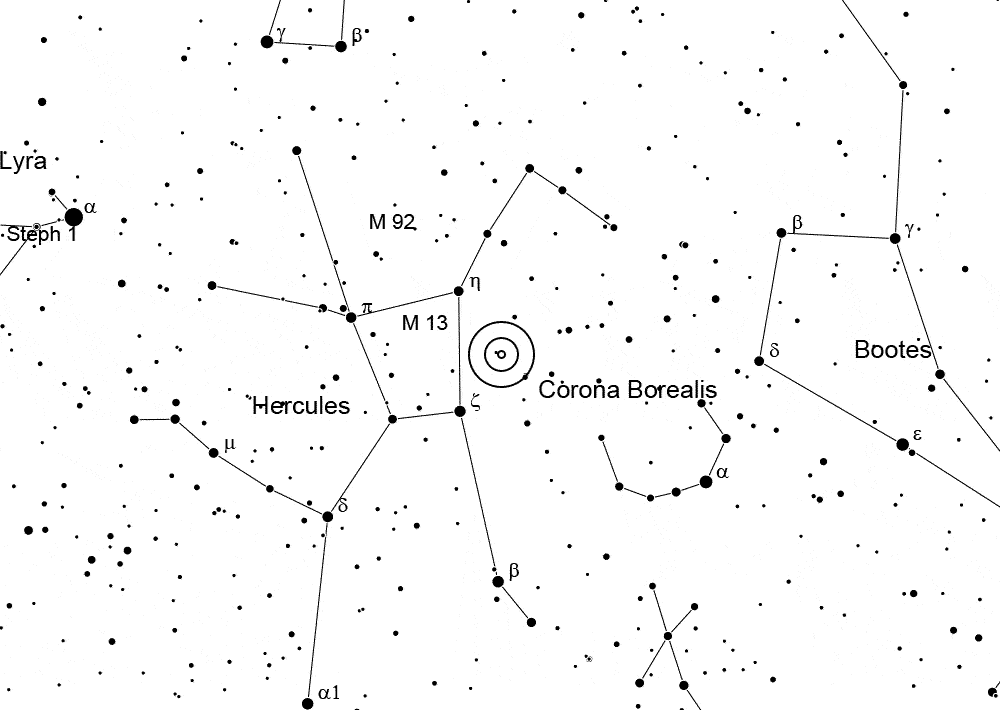 γ
β
Lyra
α
Steph 1
M 92
β
γ
η
π
M 13
δ
Bootes
Corona Borealis
Hercules
ζ
ε
μ
α
δ
β
α1